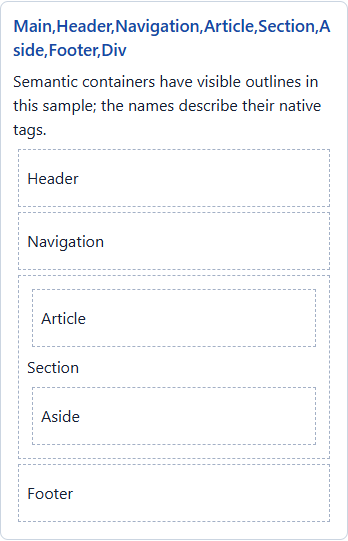 Main,Header,Navigation,Article,Section,A
side,Footer,Div
Semantic containers have visible outlines in
this sample; the names describe their native
tags.
Header
Navigation
Article
Section
Aside
Footer